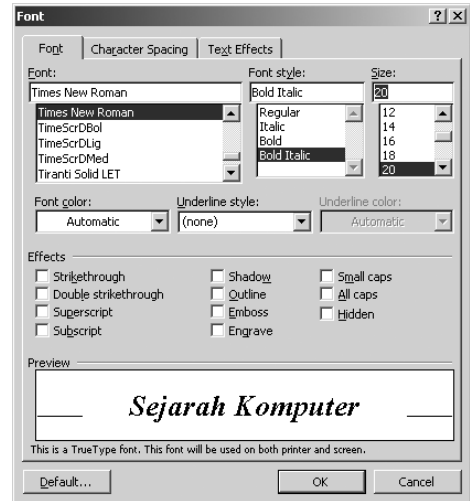 Font
Font Character Spacing Text Effects
Font: Font style: Size:
Times New Roman Bold Italic 20
Times New Roman Regular 12
TimeScrDBol Italic 14
TimeScrDLig Bold 16
TimeScrDMed Bold Italic 18
Tiranti Solid LET 20
Font color: Underline style: Underline color:
Automatic (none) Automatic
Effects
Strikethrough Shadow Small caps
Double strikethrough Outline All caps
Superscript Emboss Hidden
Subscript Engrave
Preview
Sejarah Komputer
This is a TrueType font. This font will be used on both printer and screen.
Default... OK Cancel